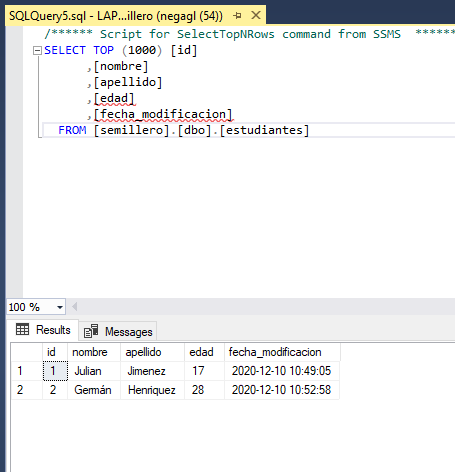 SQLQuery5.sql - LAP...illero (negagl (54))
/****** Script for SelectTopNRows command from SSMS ******
SELECT TOP (1000) [id]
,[nombre]
,[apellido]
,[edad]
,[fecha_modificacion]
FROM [semillero].[dbo].[estudiantes]
100 %
Results Messages
id nombre apellido edad fecha_modificacion
1 1 Julian Jimenez 17 2020-12-10 10:49:05
2 2 Germán Henriquez 28 2020-12-10 10:52:58